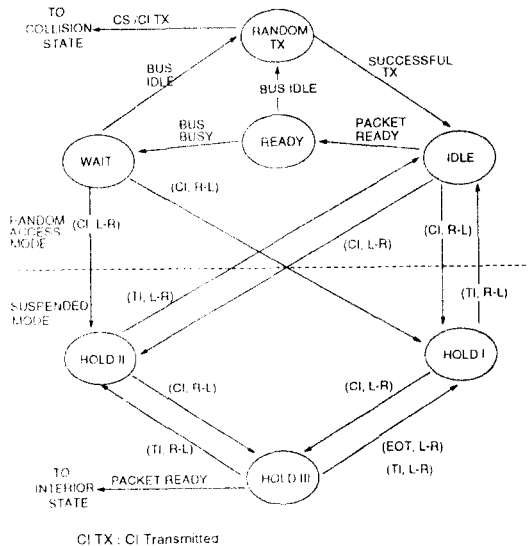 TO
COLLISION
STATE
CS /CI TX
RANDOM
TX
SUCCESSFUL
TX
BUS
IDLE
BUS IDLE
BUS
BUSY
READY
PACKET
READY
WAIT
IDLE
(CI, R-L)
RANDOM
ACCESS
MODE
(CI, L-R)
(CI, L-R)
(CI, R-L)
SUSPENDED
MODE
(TI, L-R)
(TI, R-L)
HOLD II
HOLD I
(CI, R-L)
(CI, L-R)
(TI, R-L)
(EOT, L-R)
(TI, L-R)
TO
INTERIOR
STATE
PACKET READY
HOLD III
CI TX : CI Transmitted